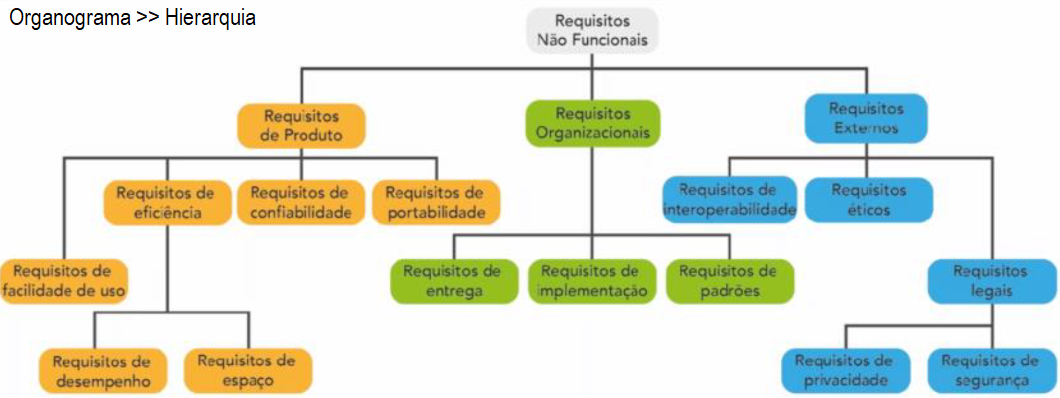 Organograma >> Hierarquia
Requisitos
Não Funcionais
Requisitos
de Produto
Requisitos
Organizacionais
Requisitos
Externos
Requisitos de
eficiência
Requisitos de
confiabilidade
Requisitos de
portabilidade
Requisitos de
interoperabilidade
Requisitos
éticos
Requisitos de
facilidade de uso
Requisitos de
entrega
Requisitos de
implementação
Requisitos de
padrões
Requisitos
legais
Requisitos de
desempenho
Requisitos de
espaço
Requisitos de
privacidade
Requisitos de
segurança